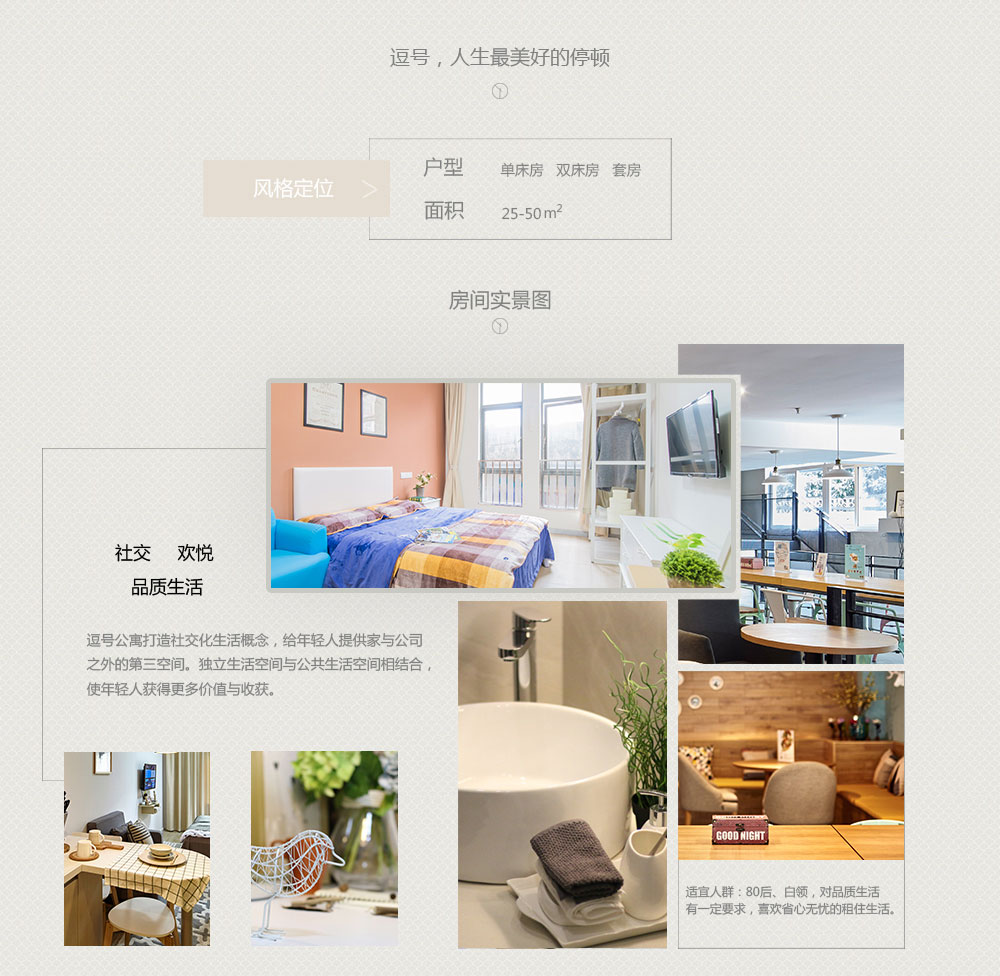 逗号，人生最美好的停顿
风格定位 >
户型 单床房 双床房 套房
面积 25-50m²
房间实景图
社交 欢悦
品质生活
逗号公寓打造社交化生活概念，给年轻人提供家与公司
之外的第三空间。独立生活空间与公共生活空间相结合，
使年轻人获得更多价值与收获。
GOOD NIGHT
适宜人群：80后、白领，对品质生活
有一定要求，喜欢省心无忧的租住生活。